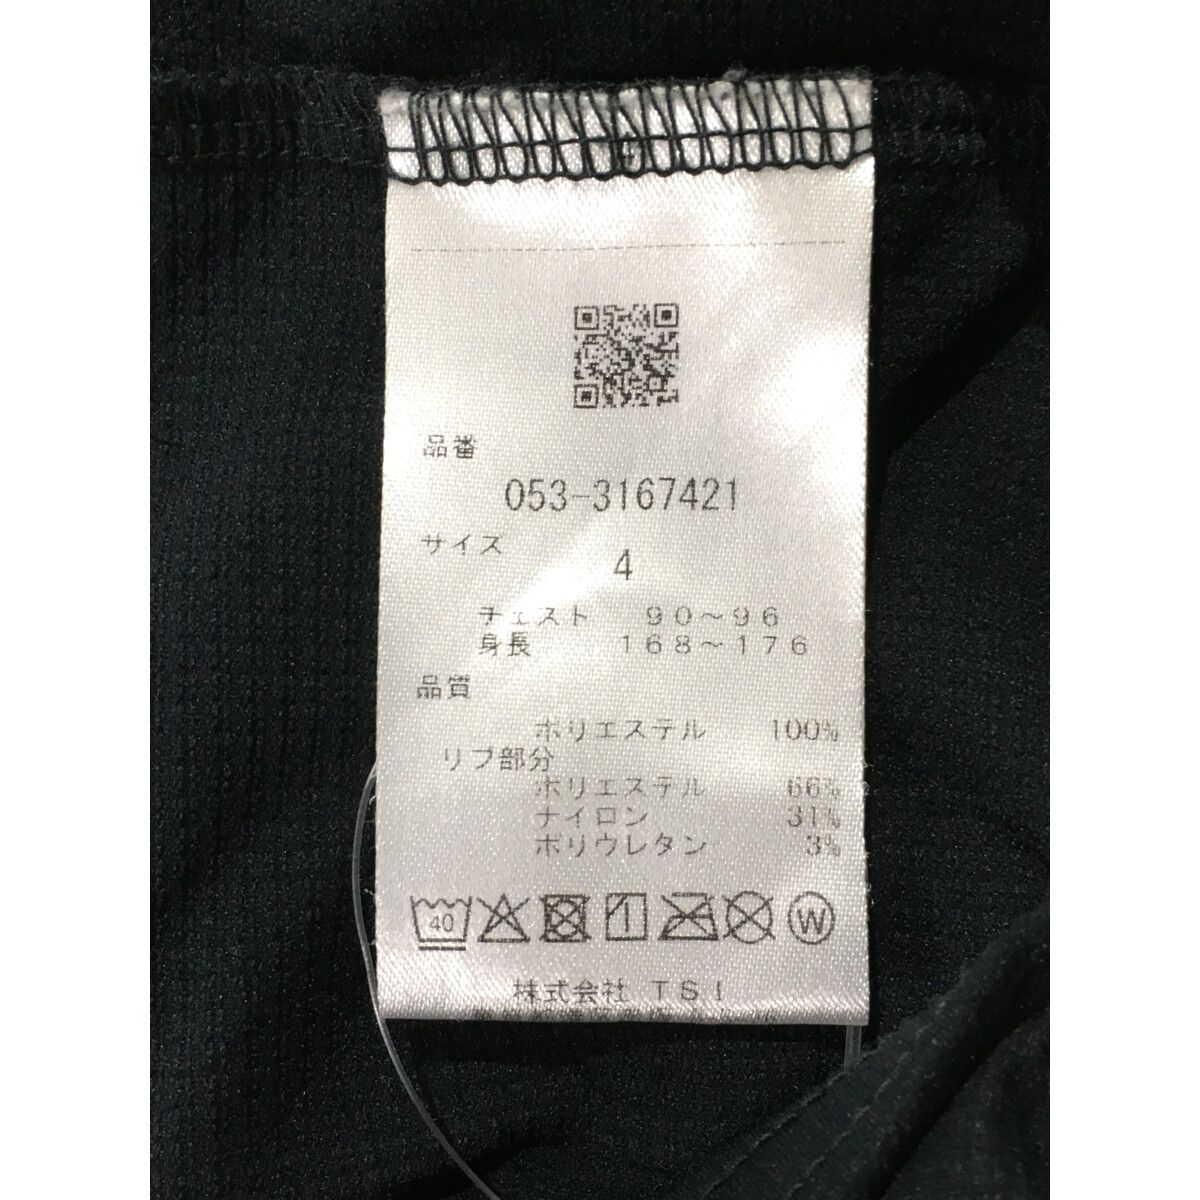 品番
053-3167421
サイズ
4
チェスト 90～96
身長 168～176
品質
ポリエステル 100%
リブ部分
ポリエステル 66%
ナイロン 31%
ポリウレタン 3%
40 W
株式会社 TSI